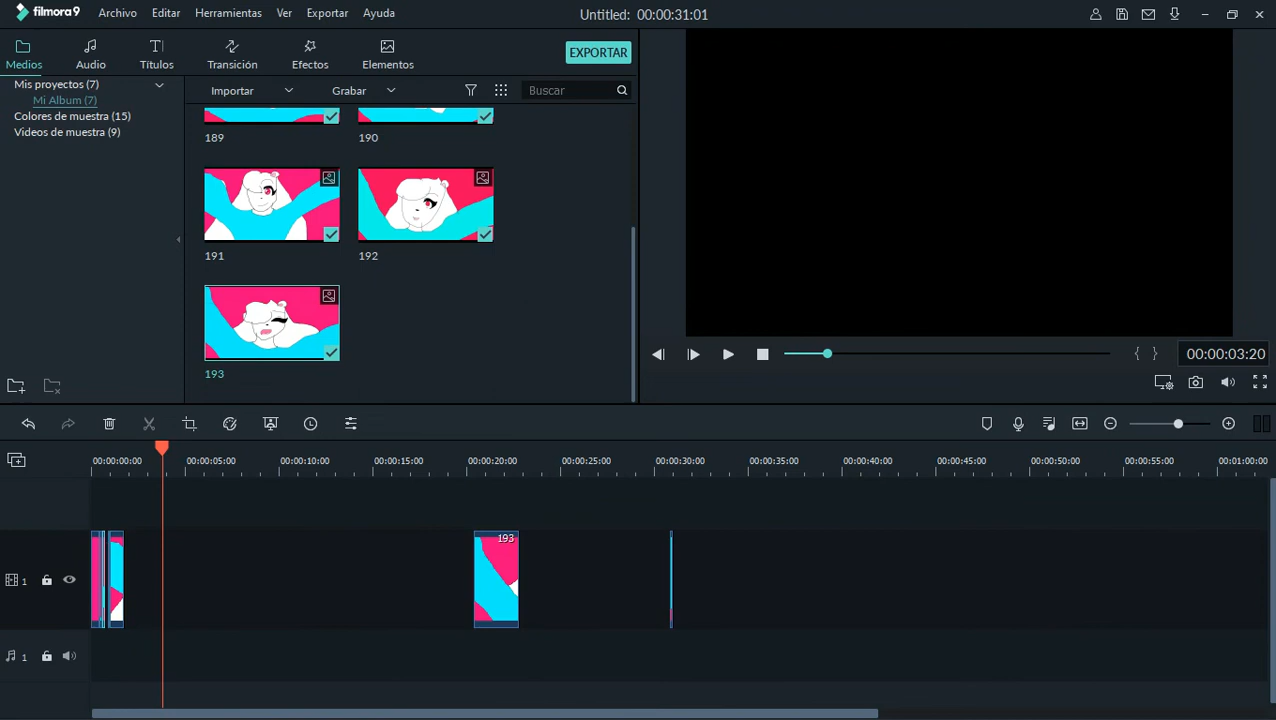 filmora9 Archivo Editar Herramientas Ver Exportar Ayuda Untitled: 00:00:31:01
Medios Audio Títulos Transición Efectos Elementos EXPORTAR
Mis proyectos (7)
Mi Album (7)
Colores de muestra (15)
Videos de muestra (9)
Importar Grabar Buscar
189 190
191 192
193
00:00:03:20
00:00:00:00 00:00:05:00 00:00:10:00 00:00:15:00 00:00:20:00 00:00:25:00 00:00:30:00 00:00:35:00 00:00:40:00 00:00:45:00 00:00:50:00 00:00:55:00 00:01:00:0
193
1
1